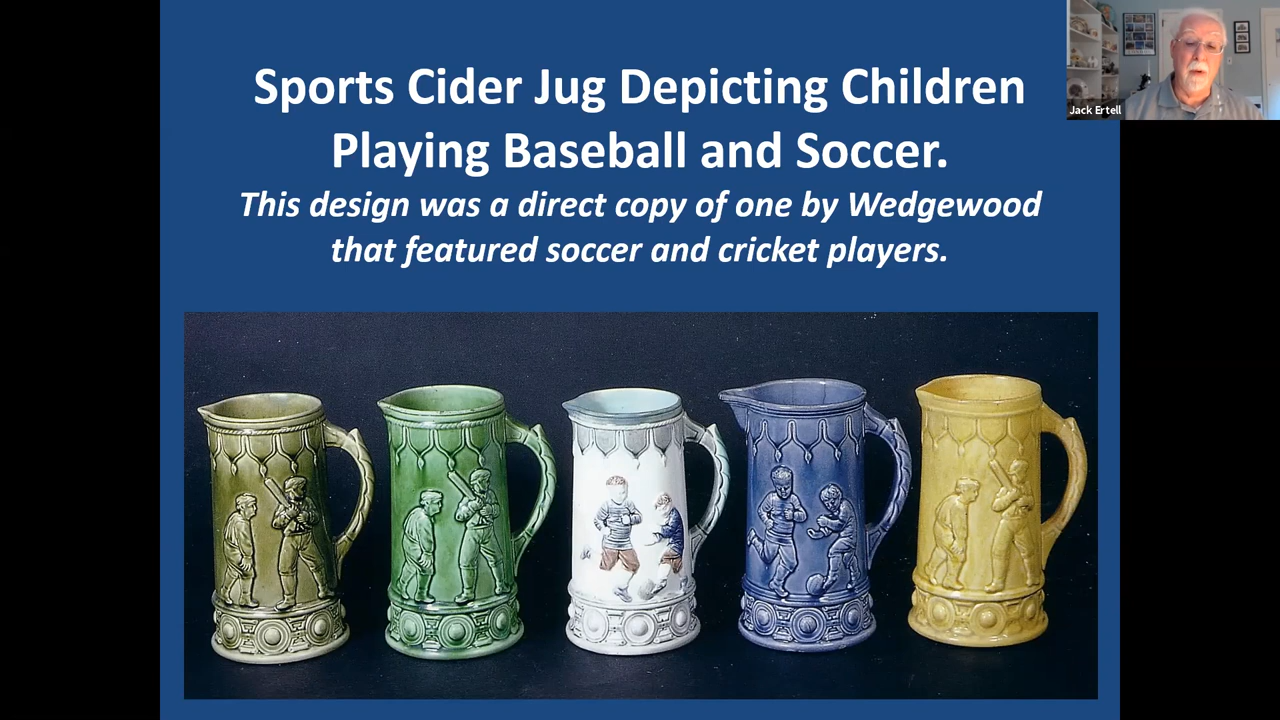 Sports Cider Jug Depicting Children
Playing Baseball and Soccer.
This design was a direct copy of one by Wedgewood
that featured soccer and cricket players.
Jack Ertell